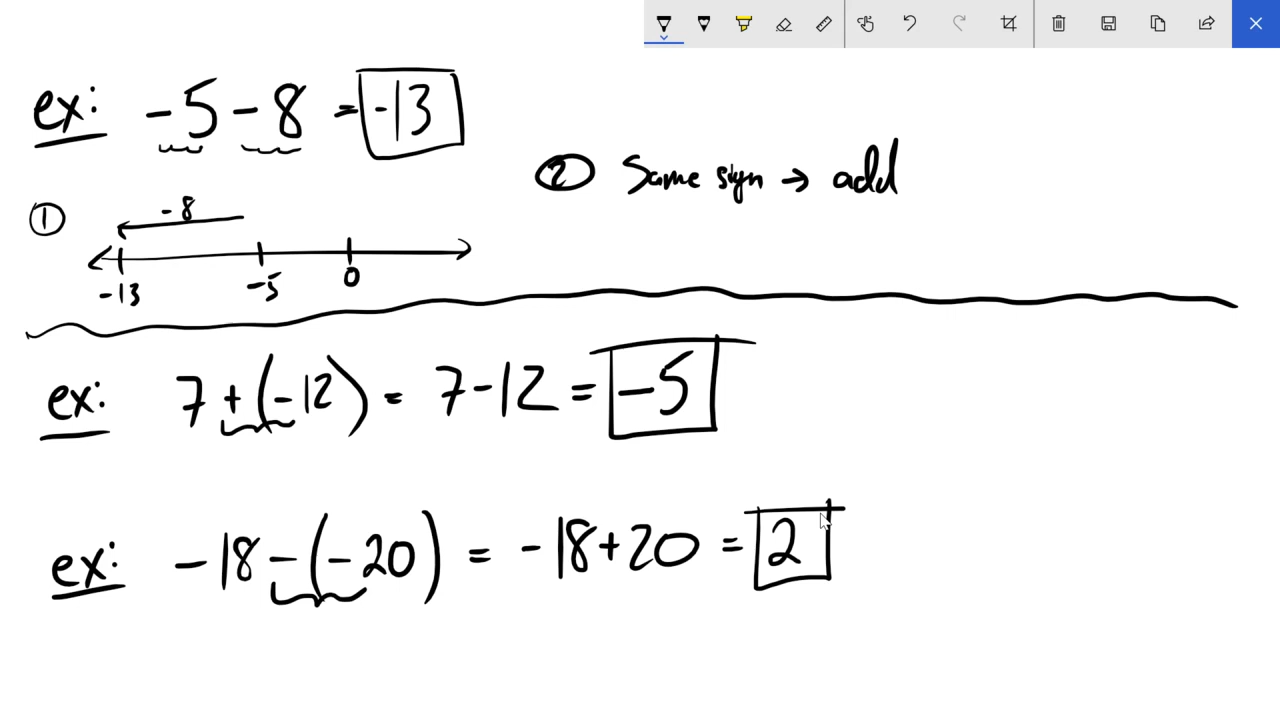 ex: -5 - 8 = -13
② Same sign → add
①
-8
-13 -5 0
ex: 7 + (-12) = 7 - 12 = -5
ex: -18 - (-20) = -18 + 20 = 2